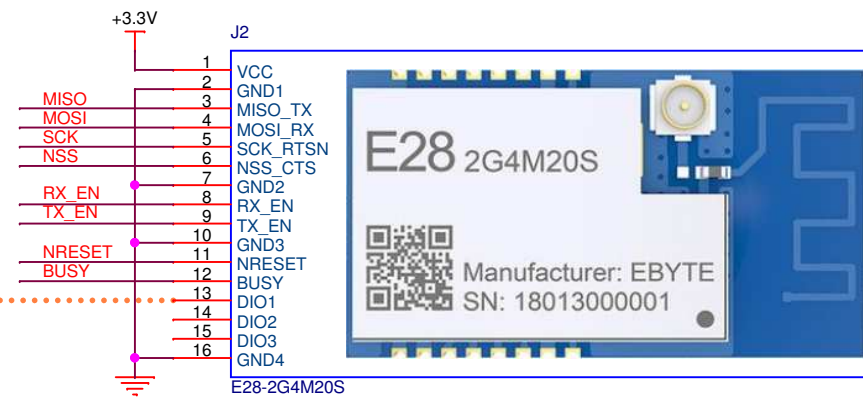 +3.3V
J2
1 VCC
2 GND1
MISO 3 MISO_TX
MOSI 4 MOSI_RX
SCK 5 SCK_RTSN
NSS 6 NSS_CTS
7 GND2
RX_EN 8 RX_EN
TX_EN 9 TX_EN
10 GND3
NRESET 11 NRESET
BUSY 12 BUSY
13 DIO1
14 DIO2
15 DIO3
16 GND4
E28-2G4M20S
E28 2G4M20S
Manufacturer: EBYTE
SN: 18013000001